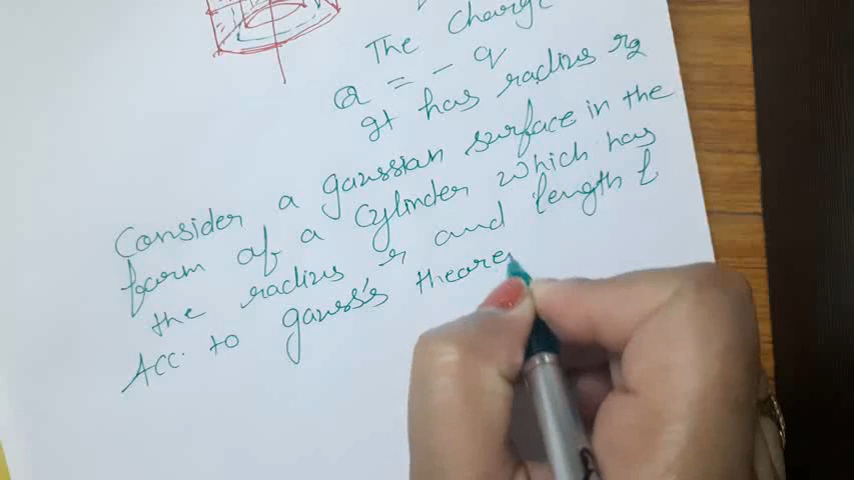 The charge
Q = - q
It has radius r2
Consider a gaussian surface in the
form of a cylinder which has
the radius r and length l
Acc. to gauss's theore